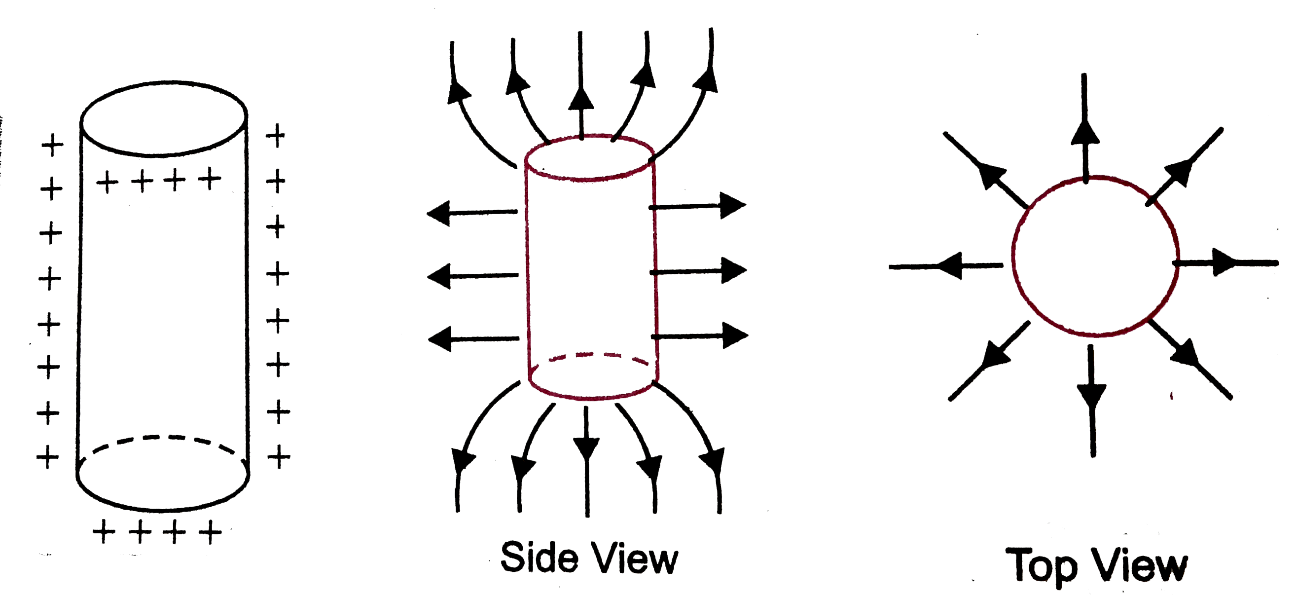 + +
+ + + + + +
+ +
+ +
+ +
+ +
+ +
+ +
+ + + +
Side View
Top View